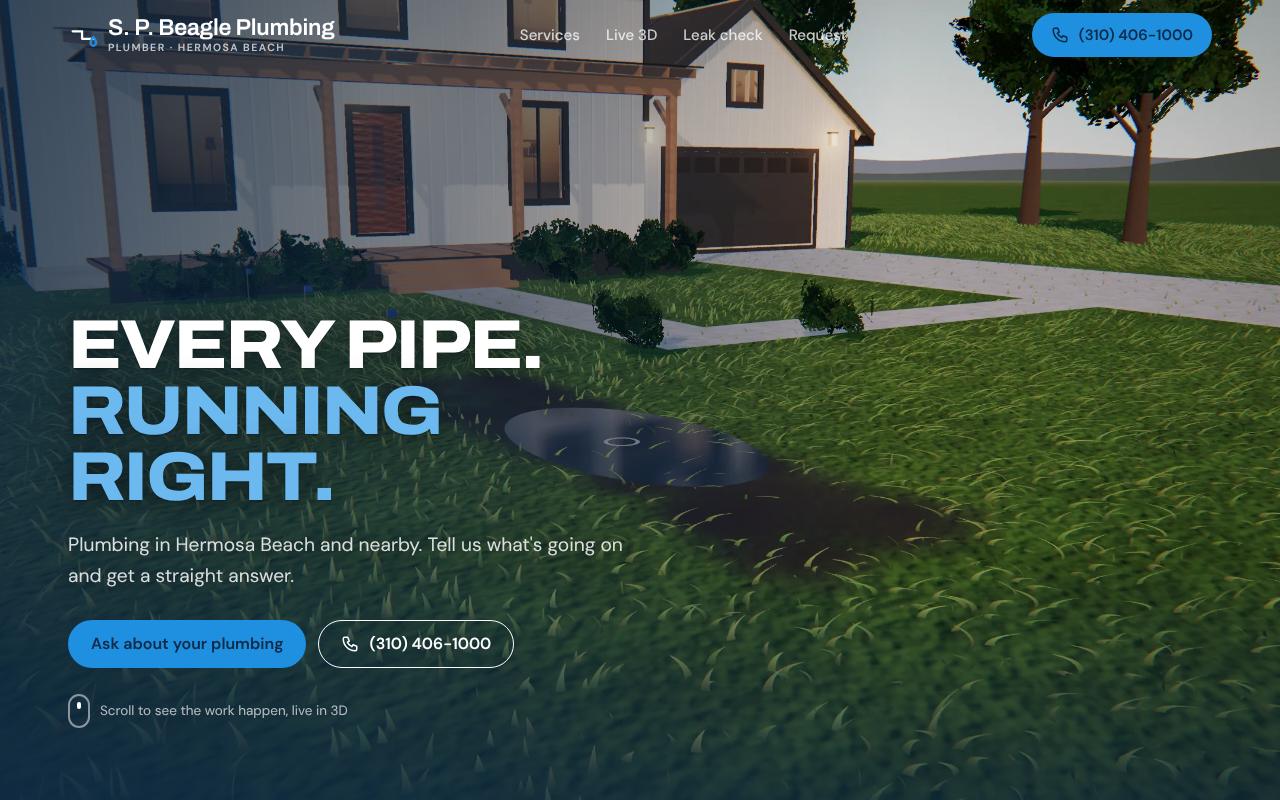 S. P. Beagle Plumbing
PLUMBER · HERMOSA BEACH
Services
Live 3D
Leak check
Request
(310) 406-1000
EVERY PIPE.
RUNNING
RIGHT.
Plumbing in Hermosa Beach and nearby. Tell us what's going on
and get a straight answer.
Ask about your plumbing
(310) 406-1000
Scroll to see the work happen, live in 3D